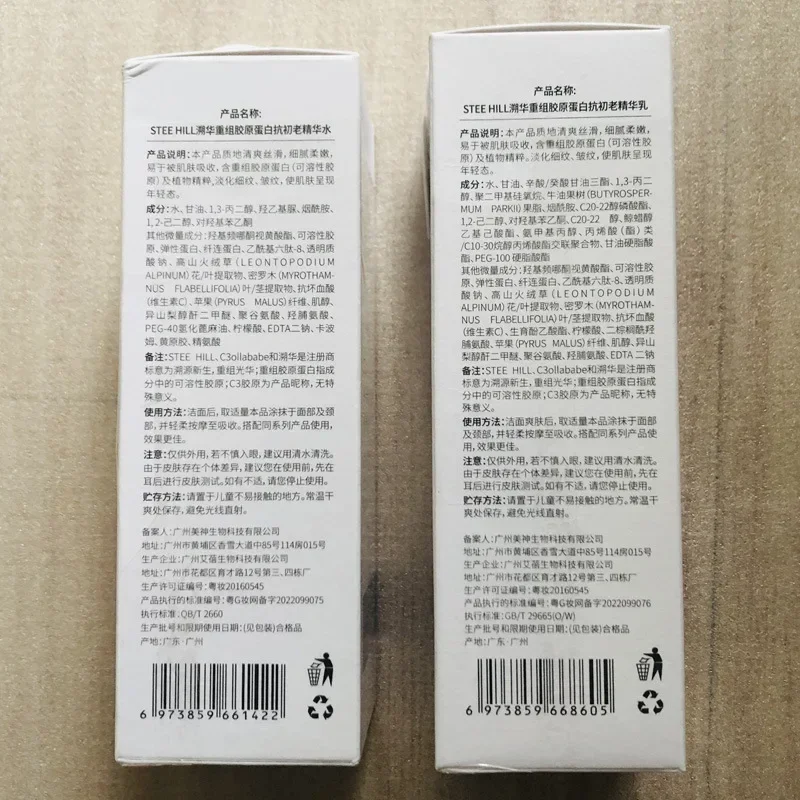 产品名称:
STEE HILL溯华重组胶原蛋白抗初老精华水
产品说明:本产品质地清爽丝滑,细腻柔嫩,
易于被肌肤吸收,含重组胶原蛋白(可溶性胶
原)及植物精粹,淡化细纹、皱纹,使肌肤呈现
年轻态。
成分:水、甘油、1,3-丙二醇、羟乙基脲、烟酰胺、
1,2-己二醇、对羟基苯乙酮
其他微量成分:羟基频哪酮视黄酸酯、可溶性胶
原、弹性蛋白、纤连蛋白、乙酰基六肽-8、透明质
酸钠、高山火绒草(LEONTOPODIUM
ALPINUM)花/叶提取物、密罗木(MYROTHAM-
NUS FLABELLIFOLIA)叶/茎提取物、抗坏血酸
(维生素C)、苹果(PYRUS MALUS)纤维、肌醇、
异山梨醇酐二甲醚、聚谷氨酸、羟脯氨酸、
PEG-40氢化蓖麻油、柠檬酸、EDTA二钠、卡波
姆、黄原胶、精氨酸
备注:STEE HILL、C3ollababe和溯华是注册商
标意为溯源新生,重组光华;重组胶原蛋白指成
分中的可溶性胶原;C3胶原为产品昵称,无特
殊意义。
使用方法:洁面后,取适量本品涂抹于面部及颈
部,并轻柔按摩至吸收。搭配同系列产品使用,
效果更佳。
注意:仅供外用,若不慎入眼,建议用清水清洗。
由于皮肤存在个体差异,建议您在使用前,先在
耳后进行皮肤测试。如有不适,请您停止使用。
贮存方法:请置于儿童不易接触的地方。常温干
爽处保存,避免光线直射。
备案人:广州美神生物科技有限公司
地址:广州市黄埔区香雪大道中85号114房015号
生产企业:广州艾蓓生物科技有限公司
地址:广州市花都区育才路12号第三、四栋厂
生产许可证编号:粤妆20160545
产品执行的标准编号:粤G妆网备字2022099075
执行标准:QB/T 2660
生产批号和限期使用日期:(见包装)合格品
产地:广东·广州
6 973859 661422
产品名称:
STEE HILL溯华重组胶原蛋白抗初老精华乳
产品说明:本产品质地清爽丝滑,细腻柔嫩,
易于被肌肤吸收,含重组胶原蛋白(可溶性胶
原)及植物精粹。淡化细纹、皱纹,使肌肤呈现
年轻态。
成分:水、甘油、辛酸/癸酸甘油三酯、1,3-丙二
醇、聚二甲基硅氧烷、牛油果树(BUTYROSPER-
MUM PARKII)果脂、烟酰胺、C20-22醇磷酸酯、
1,2-己二醇、对羟基苯乙酮、C20-22 醇、鲸蜡醇
乙基己酸酯、氨甲基丙醇、丙烯酸(酯)类
/C10-30烷醇丙烯酸酯交联聚合物、甘油硬脂酸
酯、PEG-100 硬脂酸酯
其他微量成分:羟基频哪酮视黄酸酯、可溶性胶
原、弹性蛋白、纤连蛋白、乙酰基六肽-8、透明质
酸钠、高山火绒草(LEONTOPODIUM
ALPINUM)花/叶提取物、密罗木(MYROTHAM-
NUS FLABELLIFOLIA)叶/茎提取物、抗坏血酸
(维生素C)、生育酚乙酸酯、柠檬酸、二棕榈酰羟
脯氨酸、苹果(PYRUS MALUS)纤维、肌醇、异山
梨醇酐二甲醚、聚谷氨酸、羟脯氨酸、EDTA 二钠
备注:STEE HILL、C3ollababe和溯华是注册商
标意为溯源新生,重组光华;重组胶原蛋白指成
分中的可溶性胶原;C3胶原为产品昵称,无特
殊意义。
使用方法:洁面爽肤后,取适量本品涂抹于面部
及颈部,并轻柔按摩至吸收。搭配同系列产品使
用,效果更佳。
注意:仅供外用,若不慎入眼,建议用清水清洗。
由于皮肤存在个体差异,建议您在使用前,先在
耳后进行皮肤测试。如有不适,请您停止使用。
贮存方法:请置于儿童不易接触的地方。常温干
爽处保存,避免光线直射。
备案人:广州美神生物科技有限公司
地址:广州市黄埔区香雪大道中85号114房015号
生产企业:广州艾蓓生物科技有限公司
地址:广州市花都区育才路12号第三、四栋厂
生产许可证编号:粤妆20160545
产品执行的标准编号:粤G妆网备字2022099076
执行标准:GB/T 29665(O/W)
生产批号和限期使用日期:(见包装)合格品
产地:广东·广州
6 973859 668605